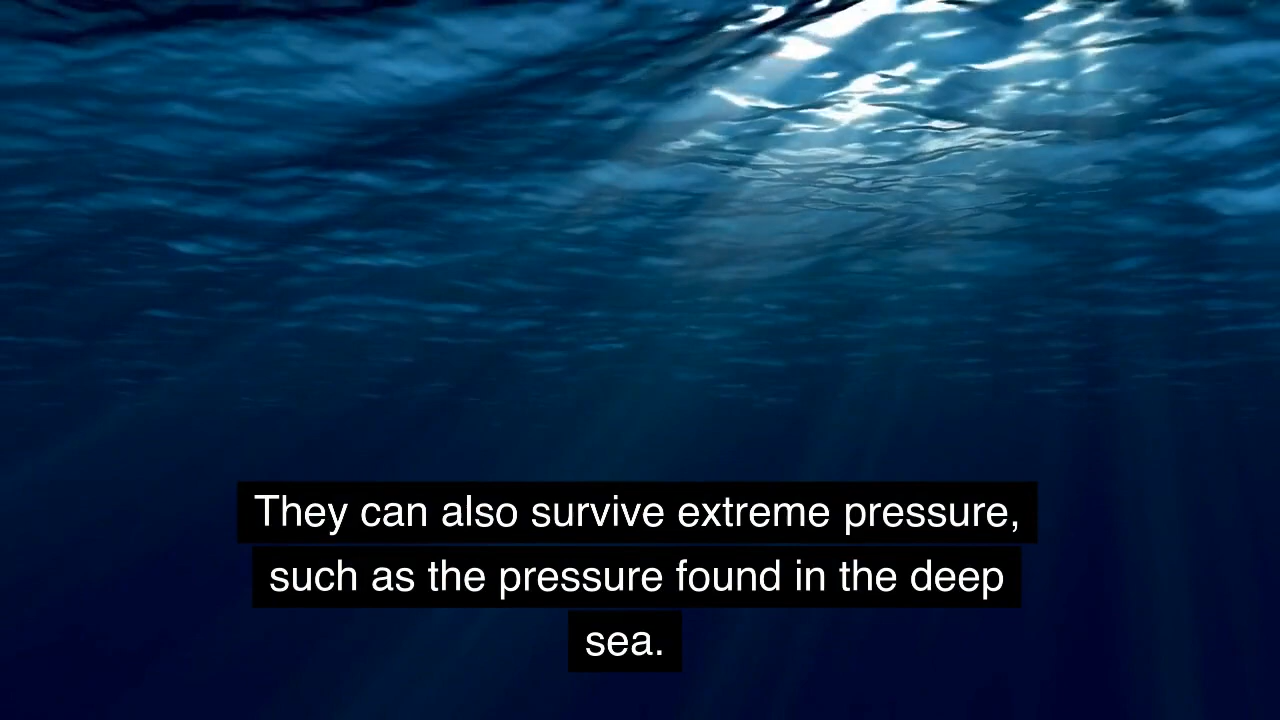 They can also survive extreme pressure,
such as the pressure found in the deep
sea.